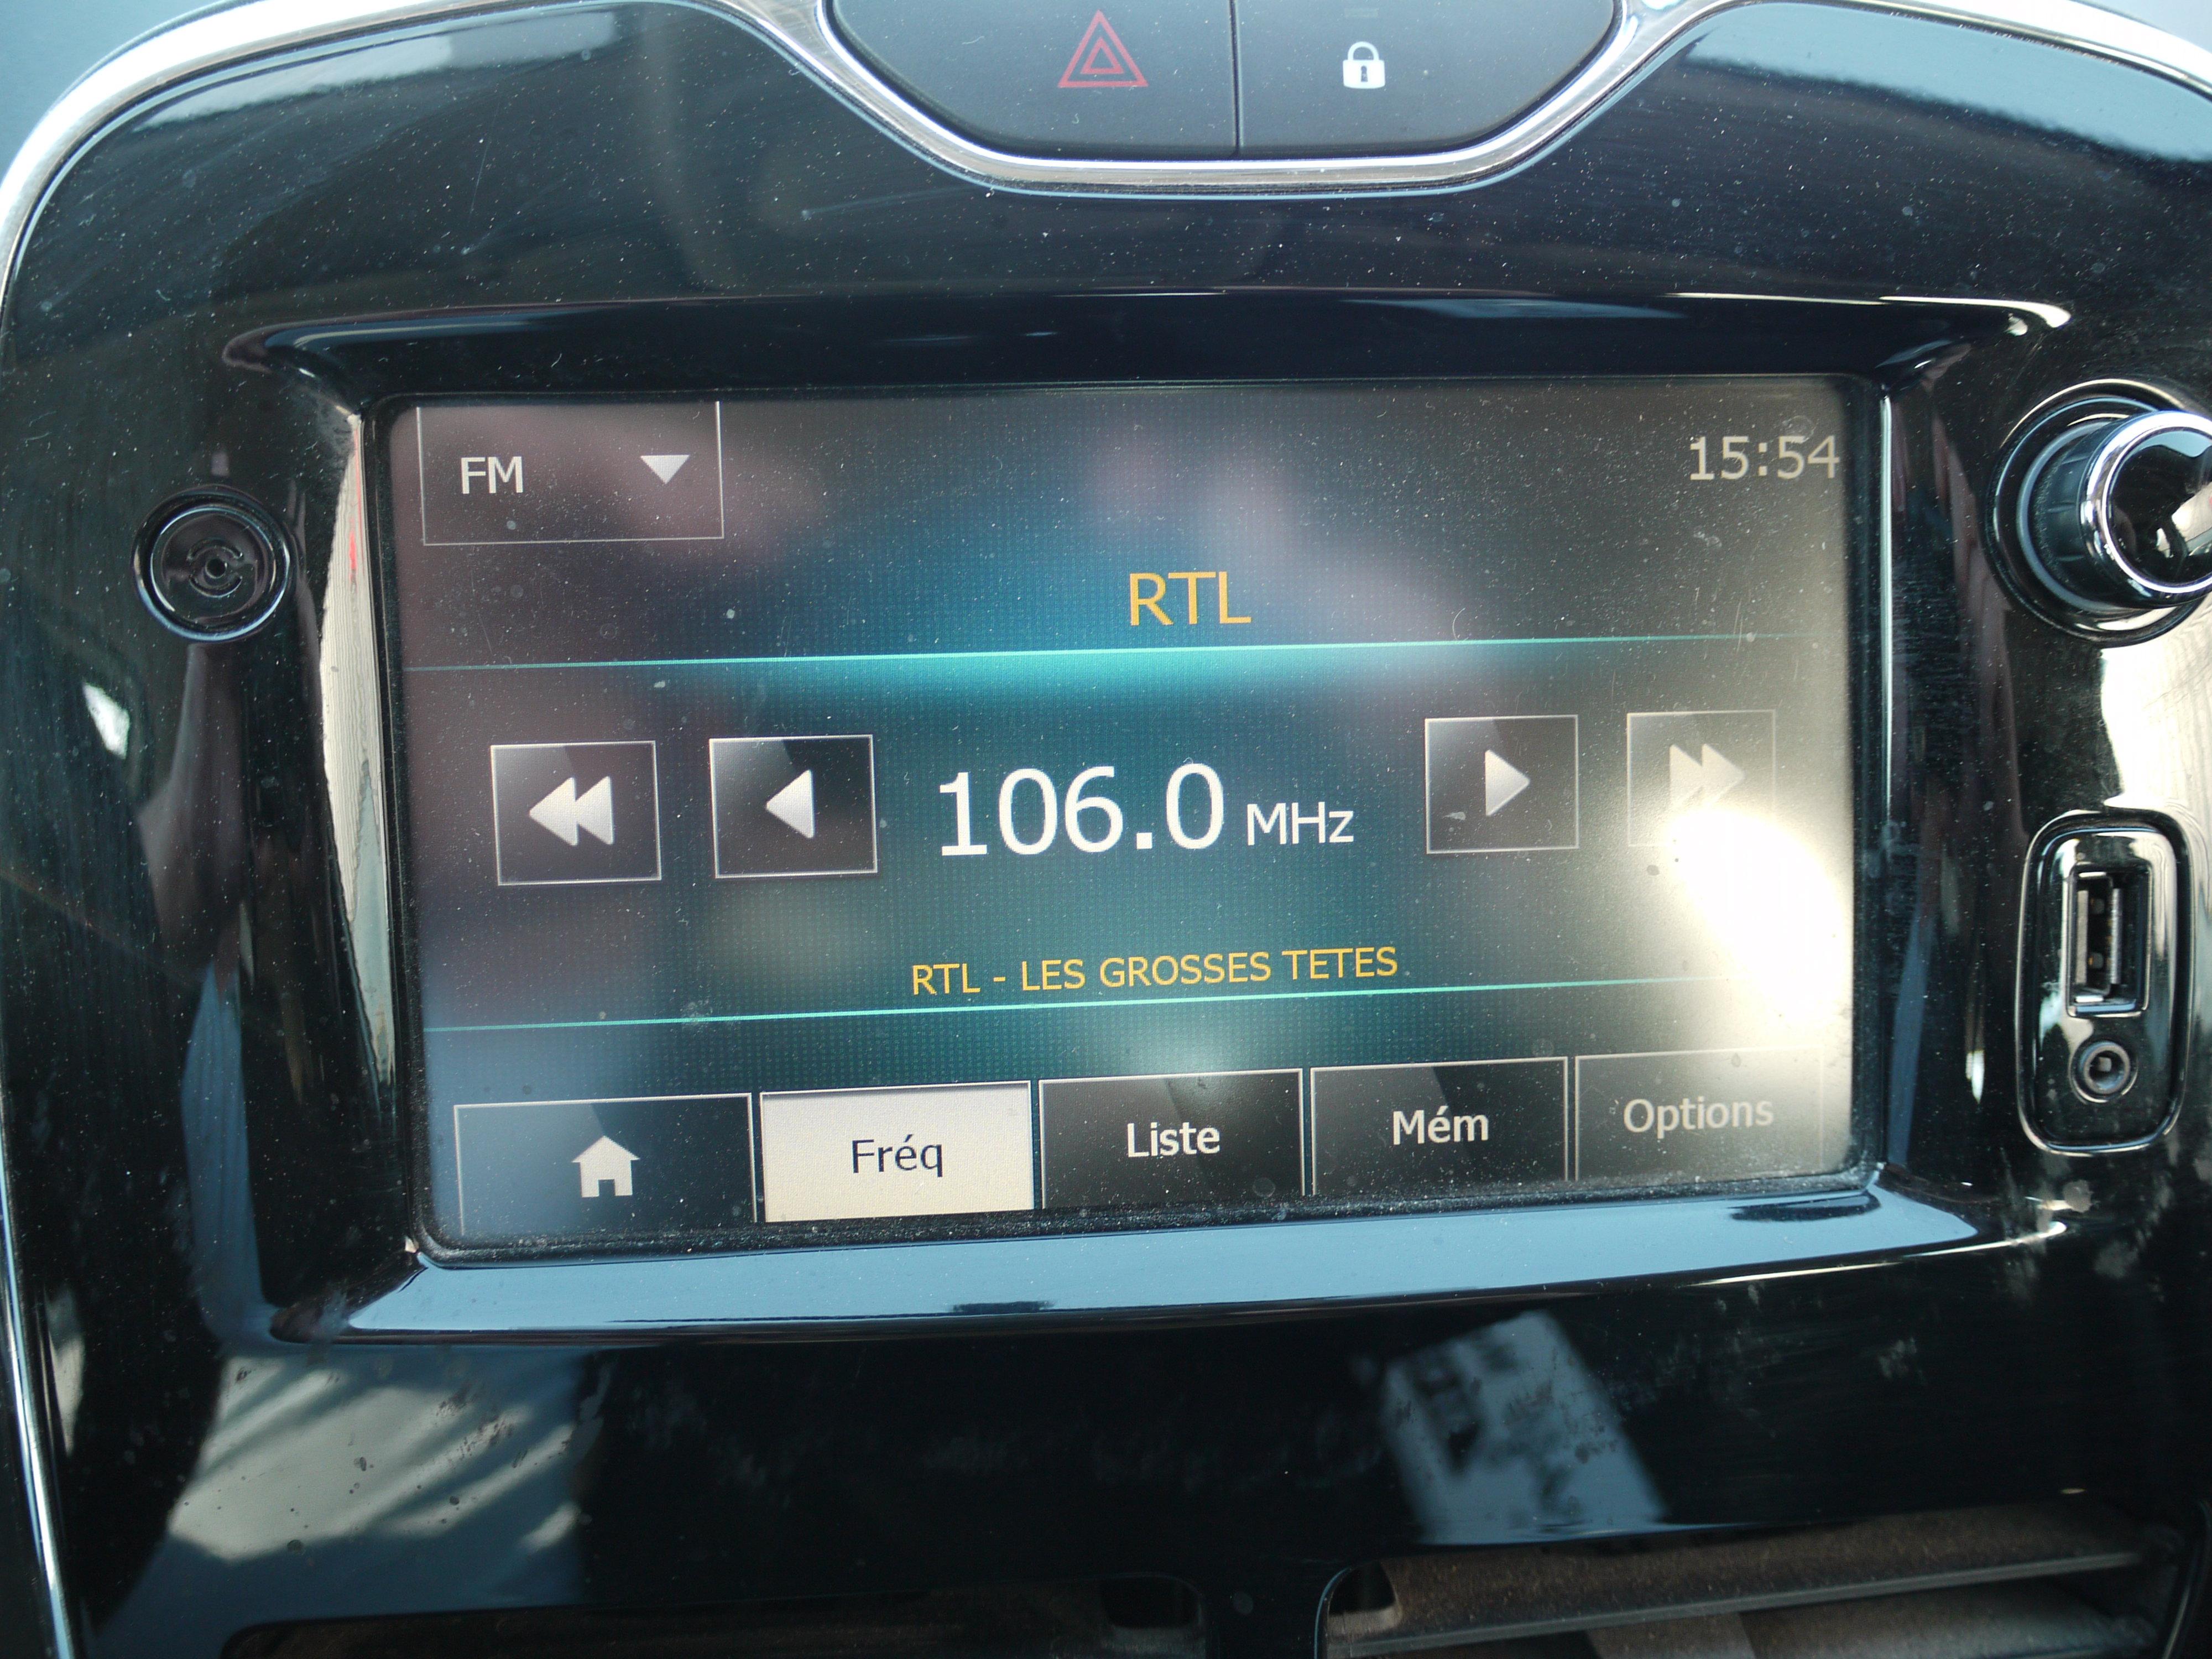 FM
15:54
RTL
106.0 MHz
RTL - LES GROSSES TETES
Fréq
Liste
Mém
Options